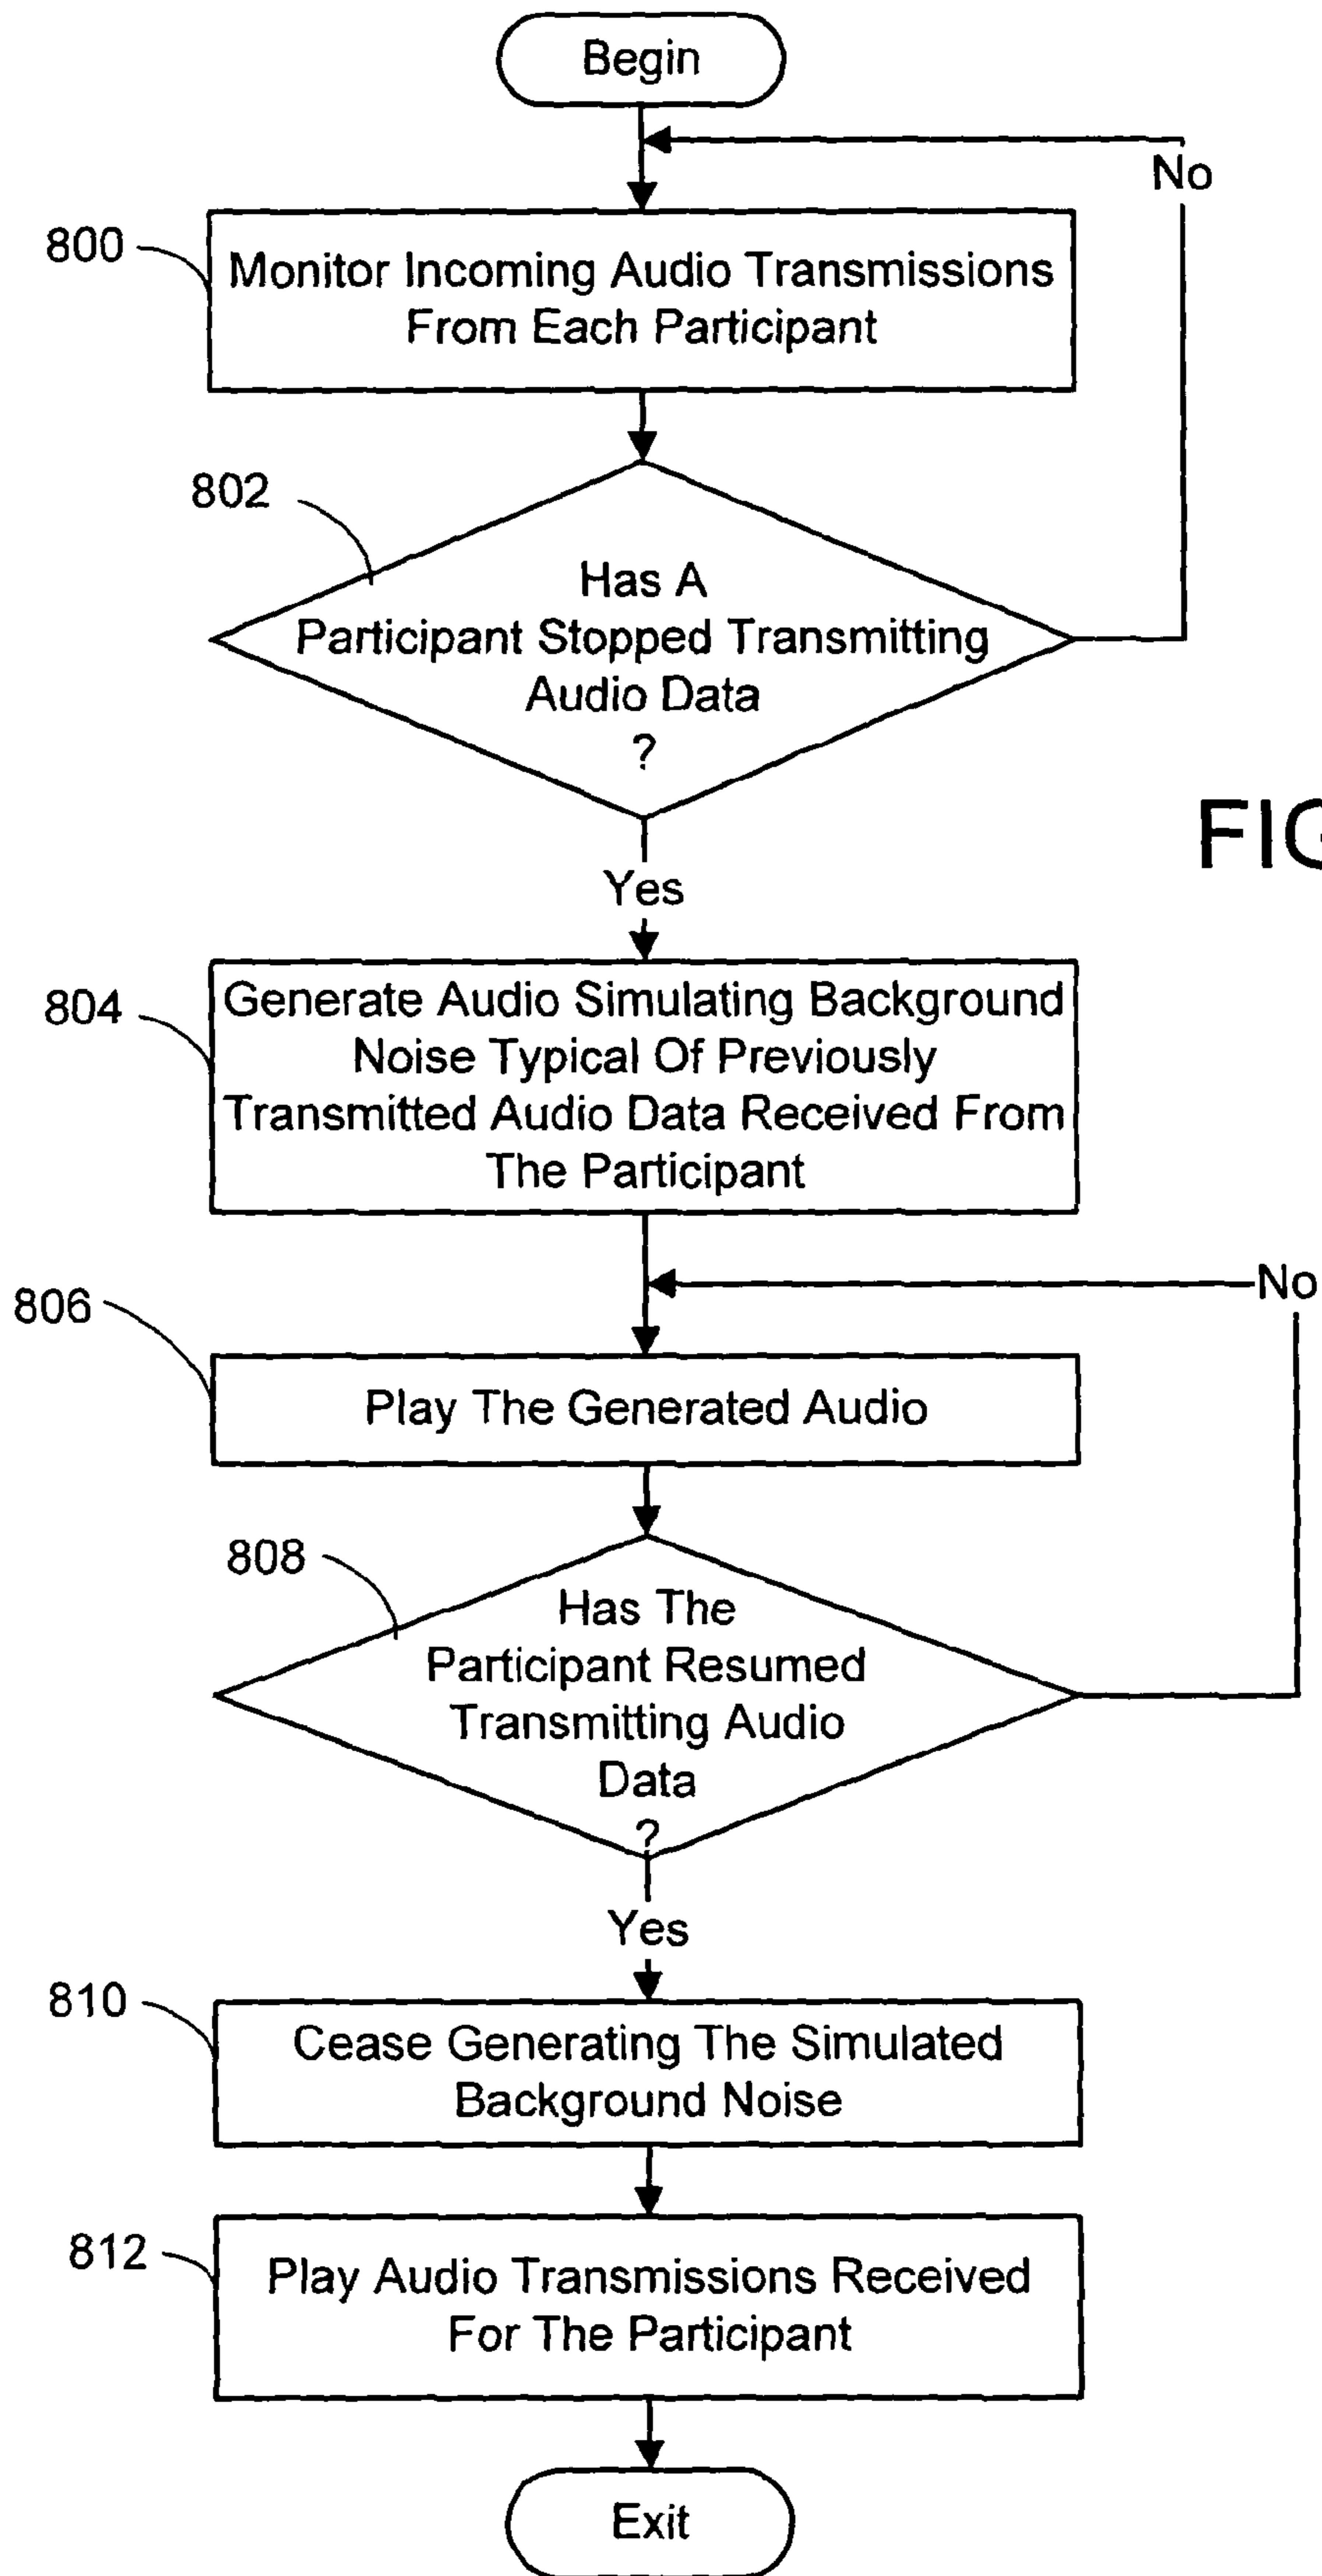 Begin
No
800
Monitor Incoming Audio Transmissions
From Each Participant
802
Has A
Participant Stopped Transmitting
Audio Data
?
FIG
Yes
804
Generate Audio Simulating Background
Noise Typical Of Previously
Transmitted Audio Data Received From
The Participant
No
806
Play The Generated Audio
808
Has The
Participant Resumed
Transmitting Audio
Data
?
Yes
810
Cease Generating The Simulated
Background Noise
812
Play Audio Transmissions Received
For The Participant
Exit